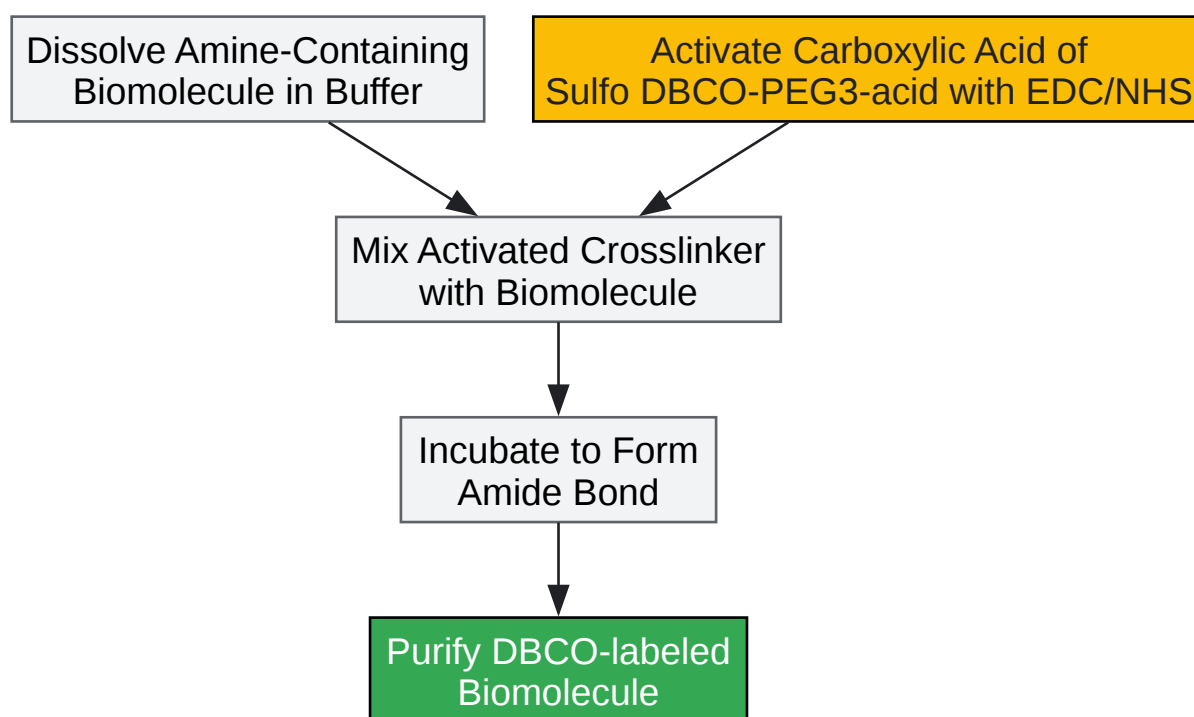 Dissolve Amine-Containing
Biomolecule in Buffer
Activate Carboxylic Acid of
Sulfo DBCO-PEG3-acid with EDC/NHS
Mix Activated Crosslinker
with Biomolecule
Incubate to Form
Amide Bond
Purify DBCO-labeled
Biomolecule